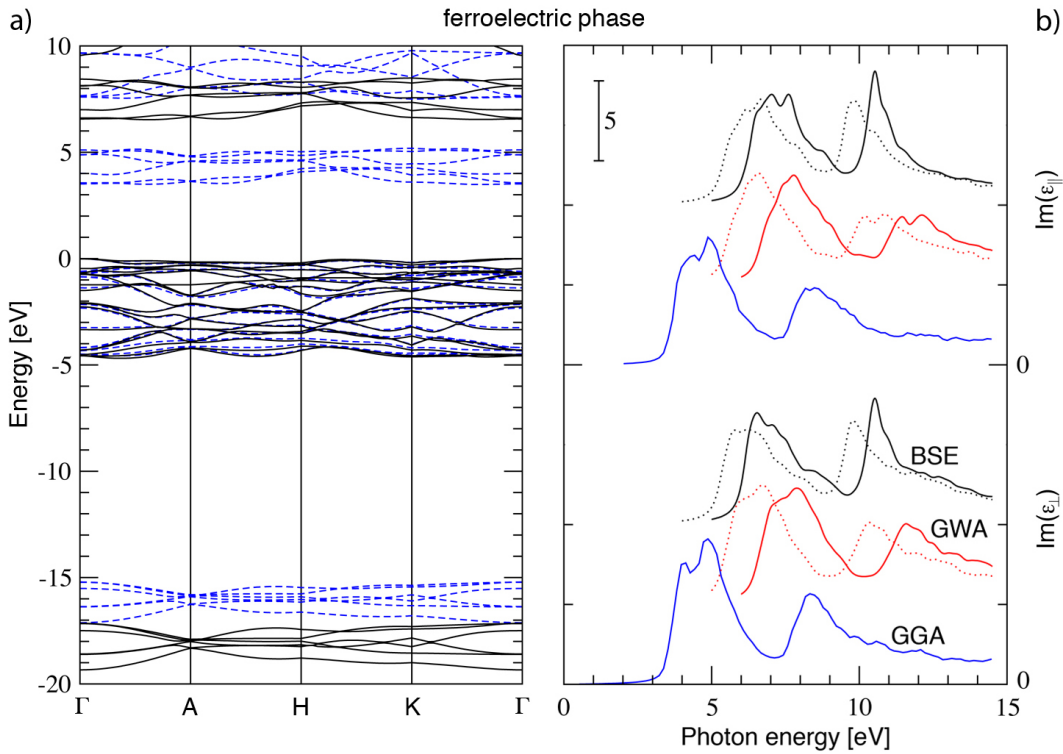 ferroelectric phase
a)
b)
Energy [eV]
10
5
0
-5
-10
-15
-20
Γ
A
H
K
Γ
5
Im(ε||)
0
BSE
GWA
GGA
Im(ε⊥)
0
0
5
10
15
Photon energy [eV]